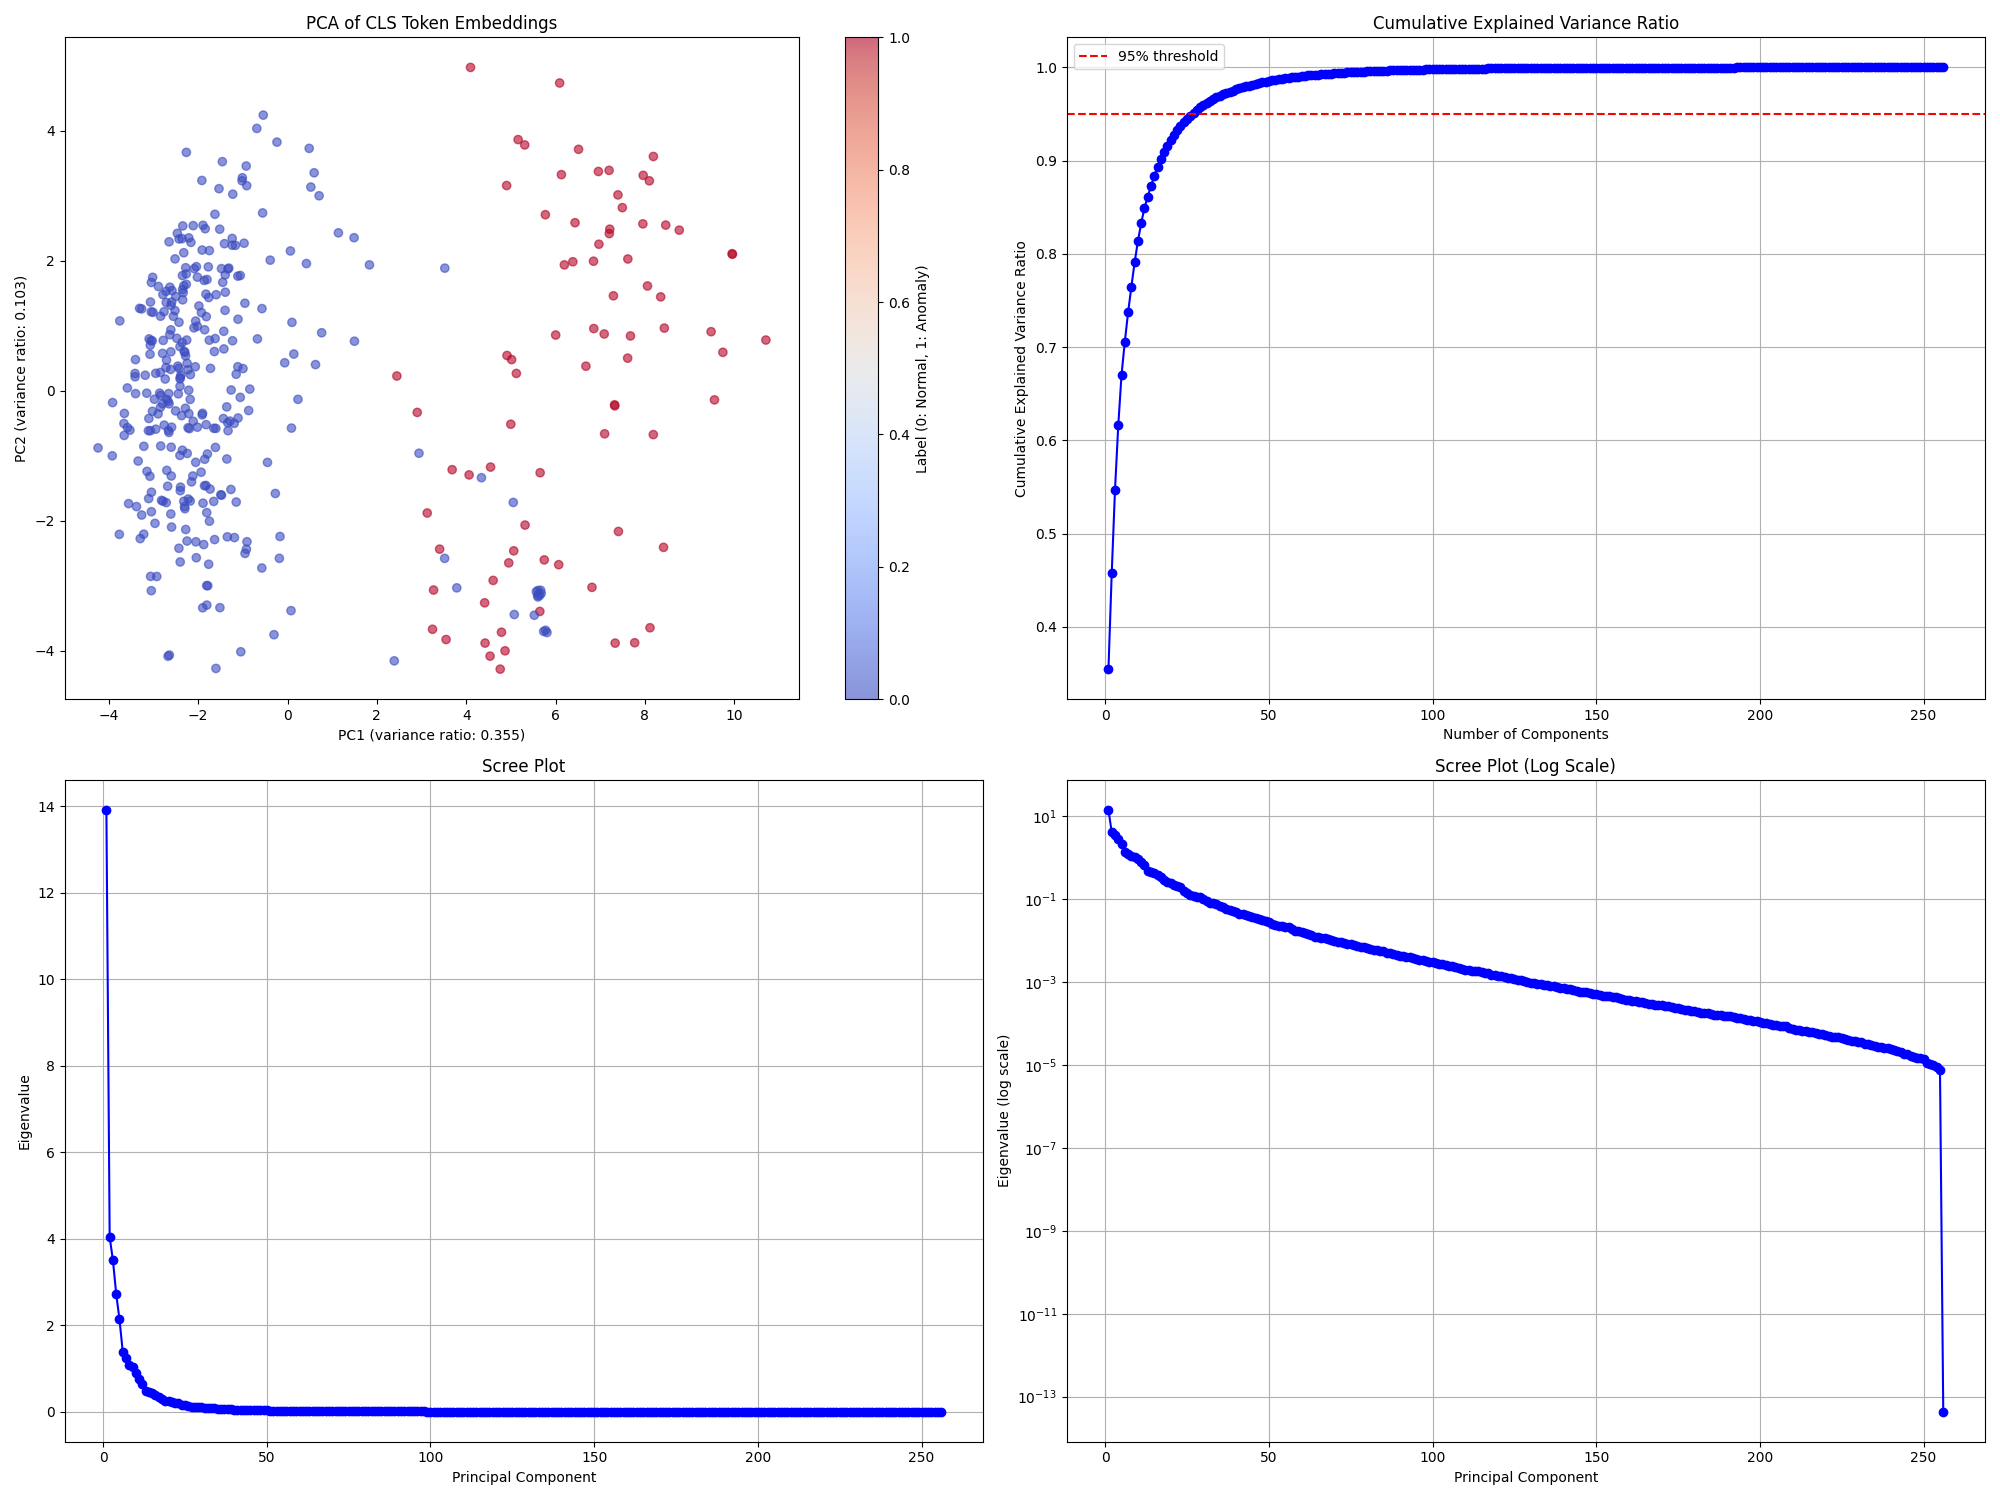 PCA of CLS Token Embeddings
4
2
0
−2
−4
PC2 (variance ratio: 0.103)
−4 −2 0 2 4 6 8 10
PC1 (variance ratio: 0.355)
1.0
0.8
0.6
0.4
0.2
0.0
Label (0: Normal, 1: Anomaly)
Cumulative Explained Variance Ratio
95% threshold
1.0
0.9
0.8
0.7
0.6
0.5
0.4
Cumulative Explained Variance Ratio
0 50 100 150 200 250
Number of Components
Scree Plot
14
12
10
8
6
4
2
0
Eigenvalue
0 50 100 150 200 250
Principal Component
Scree Plot (Log Scale)
10¹
10⁻¹
10⁻³
10⁻⁵
10⁻⁷
10⁻⁹
10⁻¹¹
10⁻¹³
Eigenvalue (log scale)
0 50 100 150 200 250
Principal Component